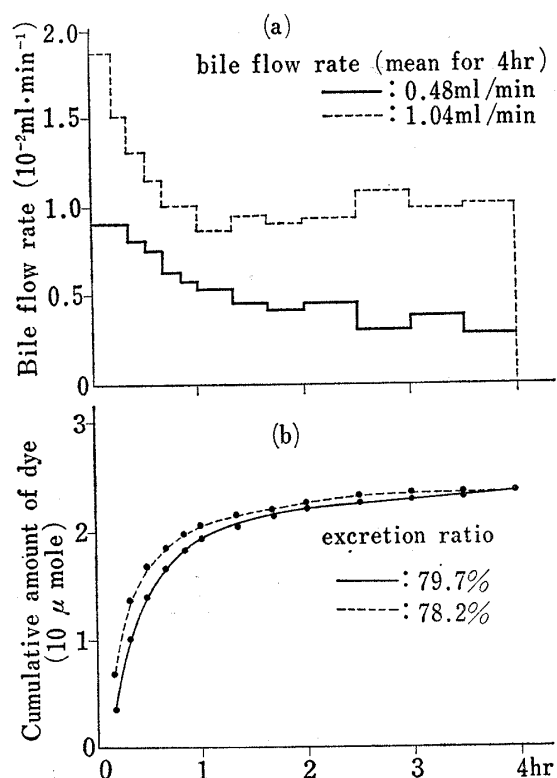 (a)
bile flow rate (mean for 4hr)
: 0.48ml/min
: 1.04ml/min
Bile flow rate (10⁻²ml·min⁻¹)
2.0
1.5
1.0
0.5
0
(b)
excretion ratio
: 79.7%
: 78.2%
Cumulative amount of dye
(10 μ mole)
3
2
1
0
0 1 2 3 4hr